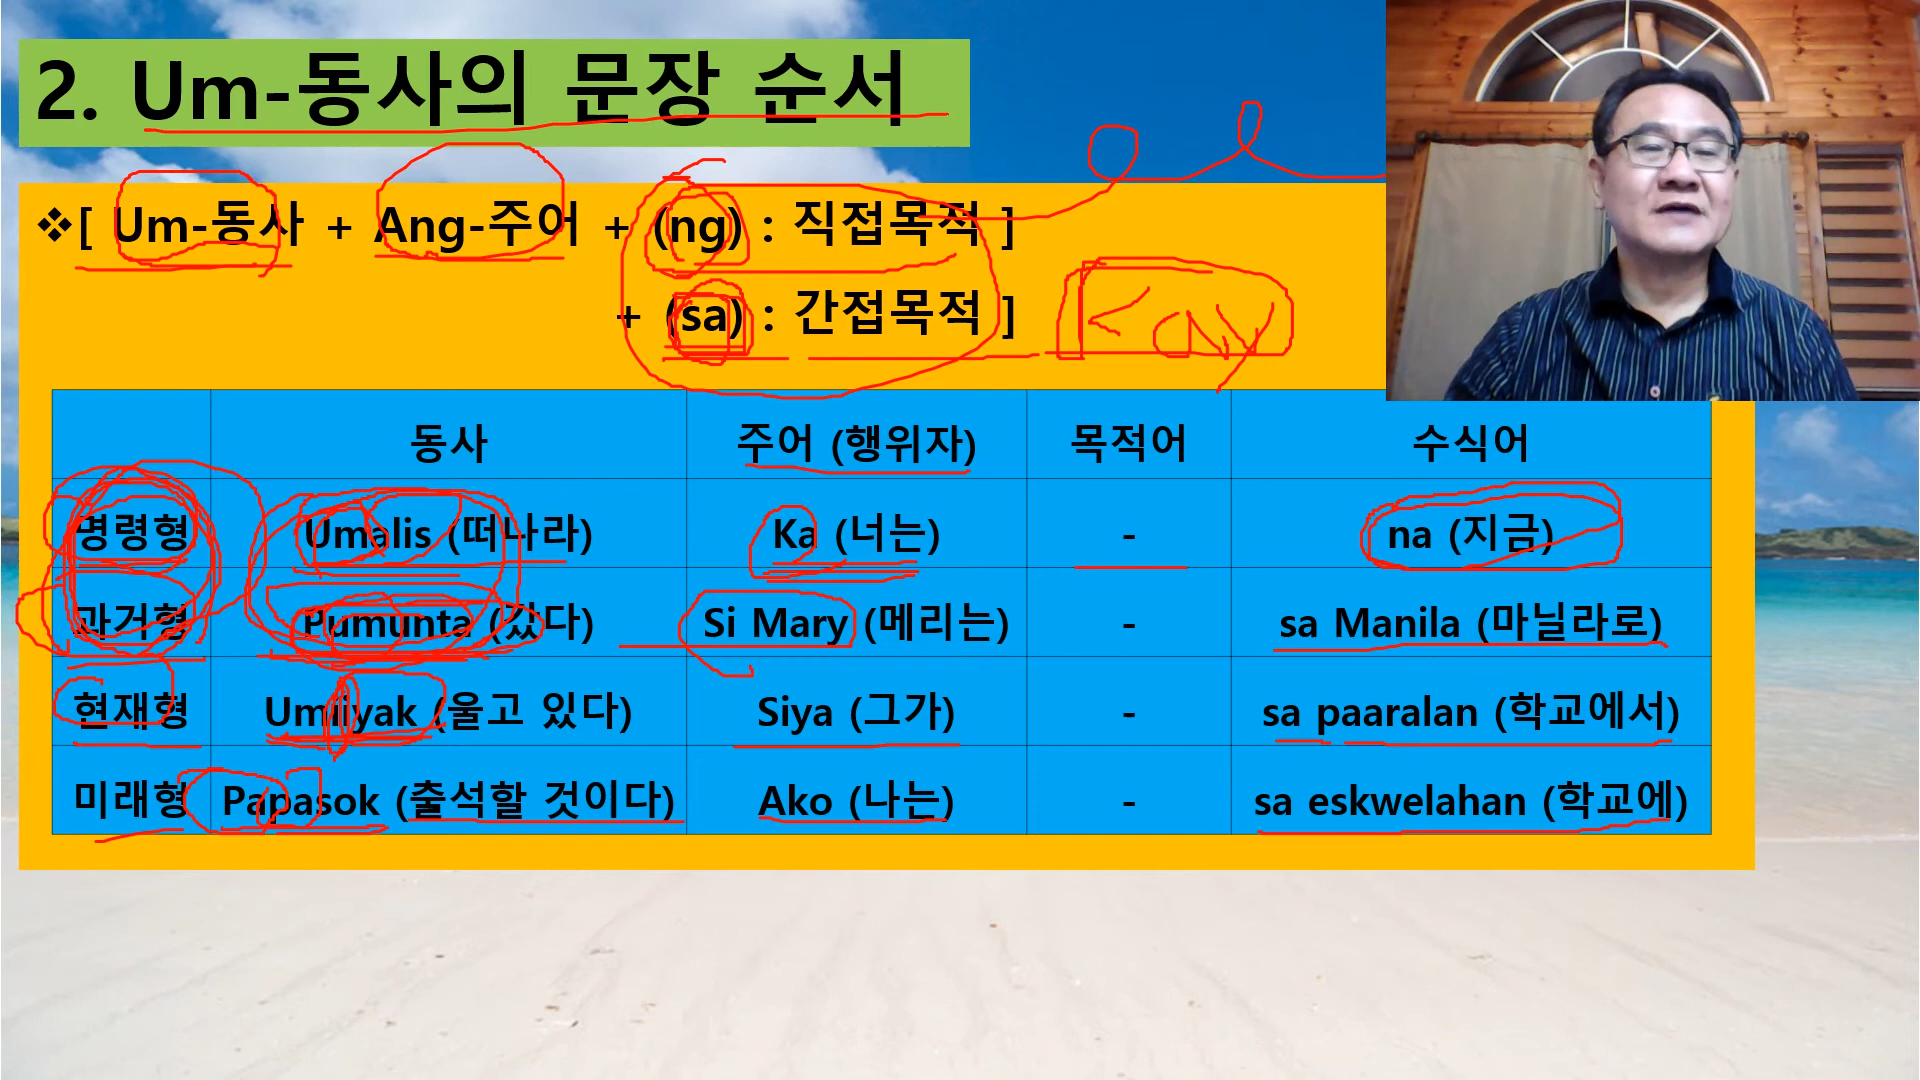 2. Um-동사의 문장 순서
❖[ Um-동사 + Ang-주어 + (ng) : 직접목적 ]
+ (sa) : 간접목적 ]
Kay
동사 주어 (행위자) 목적어 수식어
명령형 Umalis (떠나라) Ka (너는) - na (지금)
과거형 Pumunta (갔다) Si Mary (메리는) - sa Manila (마닐라로)
현재형 Umiiyak (울고 있다) Siya (그가) - sa paaralan (학교에서)
미래형 Papasok (출석할 것이다) Ako (나는) - sa eskwelahan (학교에)